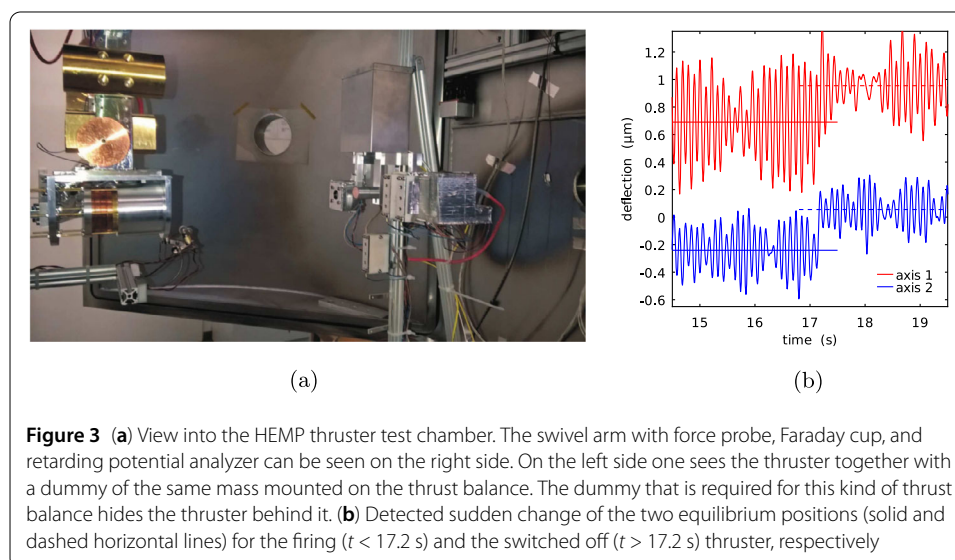 1.2
1
0.8
0.6
0.4
0.2
0
-0.2
-0.4
-0.6
deflection (μm)
axis 1
axis 2
15 16 17 18 19
time (s)
(a)
(b)
Figure 3 (a) View into the HEMP thruster test chamber. The swivel arm with force probe, Faraday cup, and
retarding potential analyzer can be seen on the right side. On the left side one sees the thruster together with
a dummy of the same mass mounted on the thrust balance. The dummy that is required for this kind of thrust
balance hides the thruster behind it. (b) Detected sudden change of the two equilibrium positions (solid and
dashed horizontal lines) for the firing (t < 17.2 s) and the switched off (t > 17.2 s) thruster, respectively